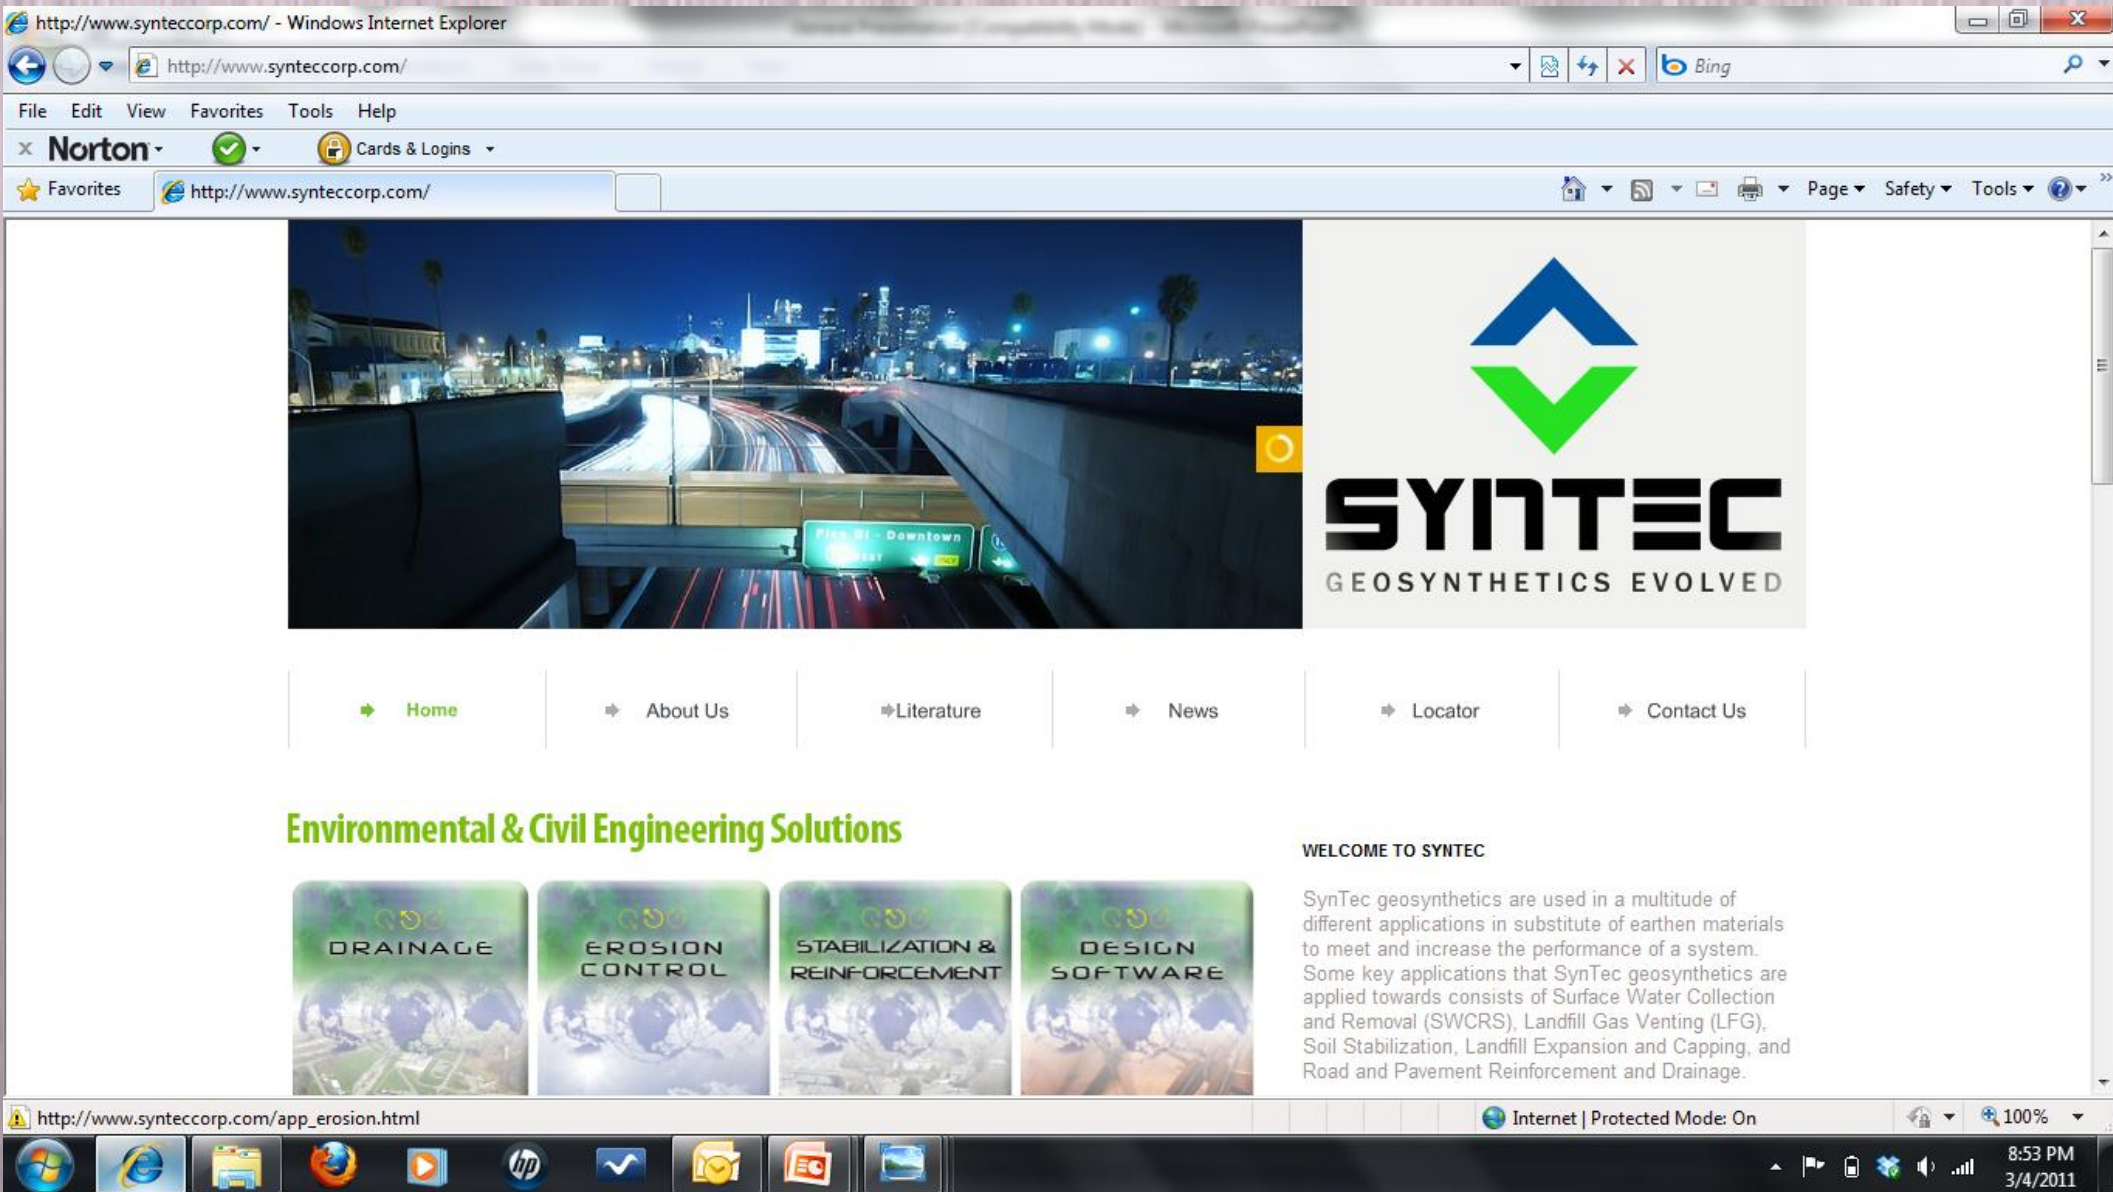 http://www.synteccorp.com/ - Windows Internet Explorer
http://www.synteccorp.com/
Bing
File Edit View Favorites Tools Help
x Norton
Cards & Logins
Favorites
http://www.synteccorp.com/
Page Safety Tools
Downtown
SYNTEC
GEOSYNTHETICS EVOLVED
Home
About Us
Literature
News
Locator
Contact Us
Environmental & Civil Engineering Solutions
DRAINAGE
EROSION
CONTROL
STABILIZATION &
REINFORCEMENT
DESIGN
SOFTWARE
WELCOME TO SYNTEC
SynTec geosynthetics are used in a multitude of
different applications in substitute of earthen materials
to meet and increase the performance of a system.
Some key applications that SynTec geosynthetics are
applied towards consists of Surface Water Collection
and Removal (SWCRS), Landfill Gas Venting (LFG),
Soil Stabilization, Landfill Expansion and Capping, and
Road and Pavement Reinforcement and Drainage.
http://www.synteccorp.com/app_erosion.html
Internet | Protected Mode: On
100%
hp
8:53 PM
3/4/2011